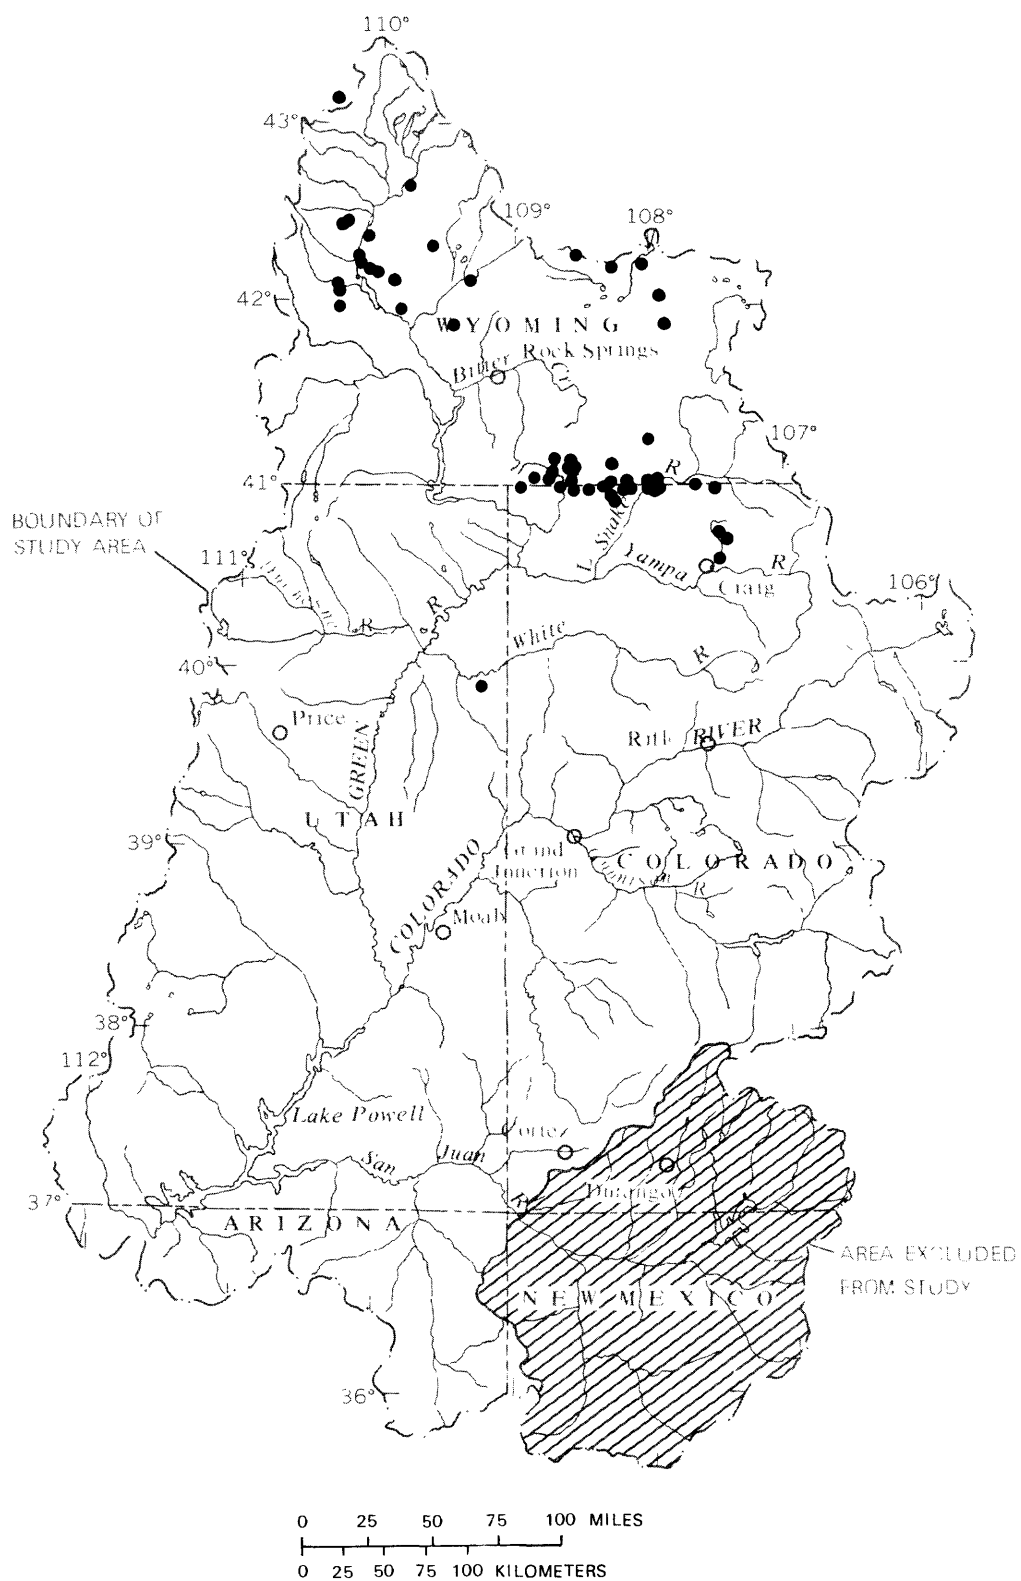 110°
43°
109°
108°
42°
WYOMING
Rock Springs
Bitter Cr
107°
R
41°
BOUNDARY OF
STUDY AREA
L Snake
111°
Yampa
R
Craig
106°
R
R
White
R
40°
Price
Rifle
RIVER
GREEN
UTAH
39°
COLORADO
Grand
Junction
Gunnison
COLORADO
R
Moab
38°
112°
Lake Powell
Cortez
San Juan
Durango
37°
R
ARIZONA
AREA EXCLUDED
FROM STUDY
NEW MEXICO
36°
0 25 50 75 100 MILES
0 25 50 75 100 KILOMETERS